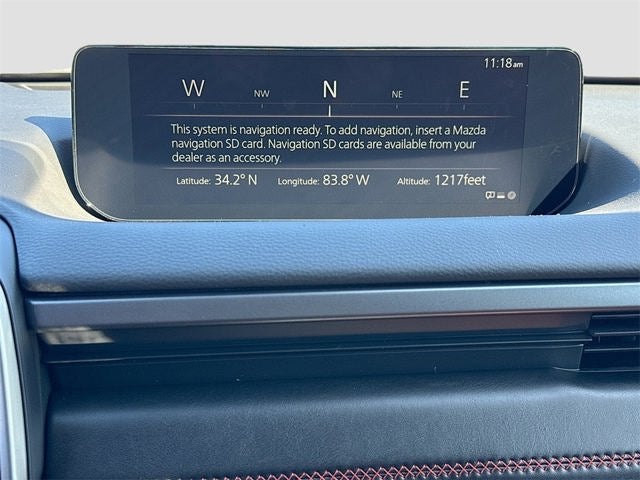 11:18am
W NW N NE E
This system is navigation ready. To add navigation, insert a Mazda
navigation SD card. Navigation SD cards are available from your
dealer as an accessory.
Latitude: 34.2° N Longitude: 83.8° W Altitude: 1217feet